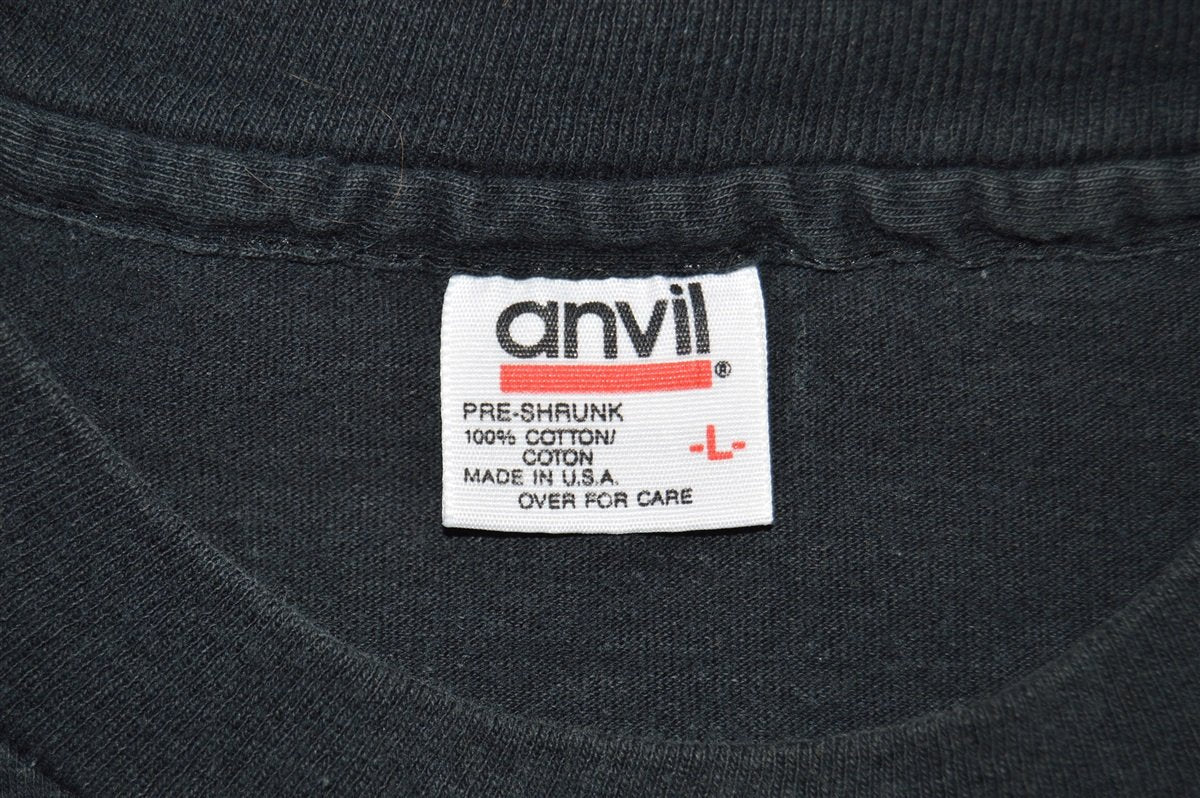 anvil®
PRE-SHRUNK
100% COTTON/
COTON
-L-
MADE IN U.S.A.
OVER FOR CARE